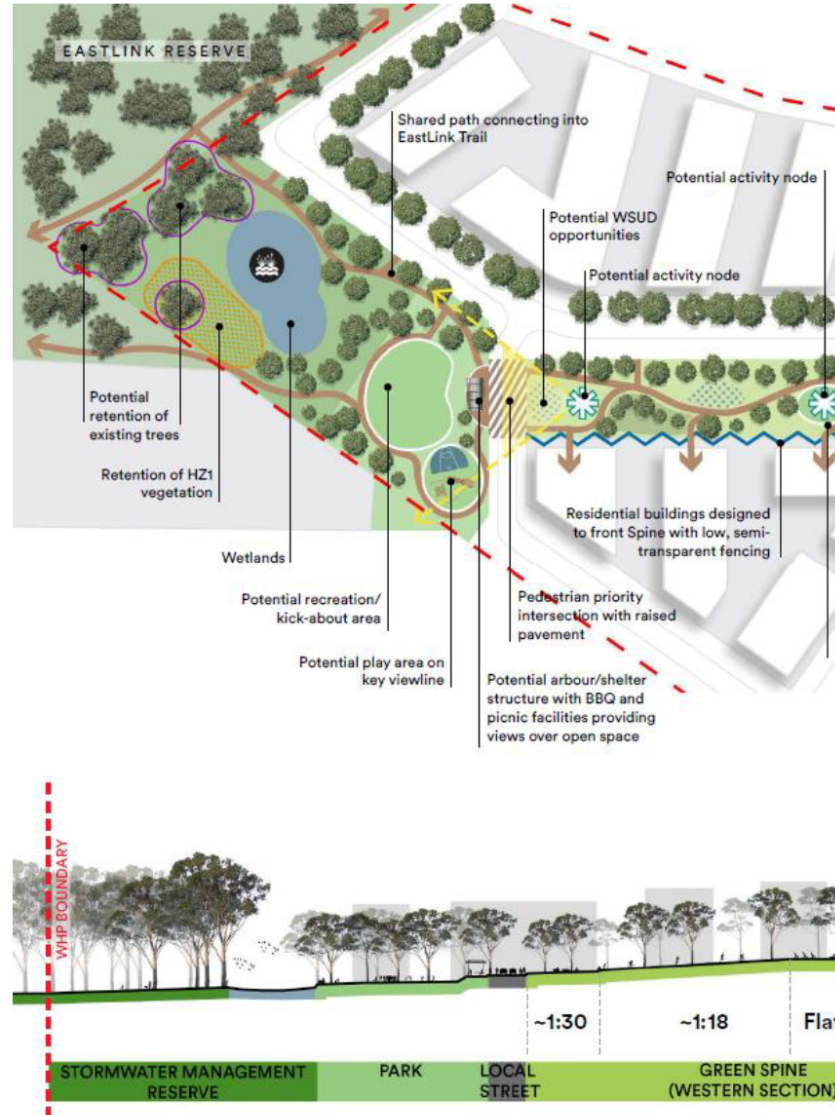 EASTLINK RESERVE
Shared path connecting into
EastLink Trail
Potential activity node
Potential WSUD
opportunities
Potential activity node
Potential
retention of
existing trees
Retention of HZ1
vegetation
Wetlands
Residential buildings designed
to front Spine with low, semi-
transparent fencing
Potential recreation/
kick-about area
Pedestrian priority
intersection with raised
pavement
Potential play area on
key viewline
Potential arbour/shelter
structure with BBQ and
picnic facilities providing
views over open space
WHP BOUNDARY
~1:30
~1:18
Flat
STORMWATER MANAGEMENT
RESERVE
PARK
LOCAL
STREET
GREEN SPINE
(WESTERN SECTION)